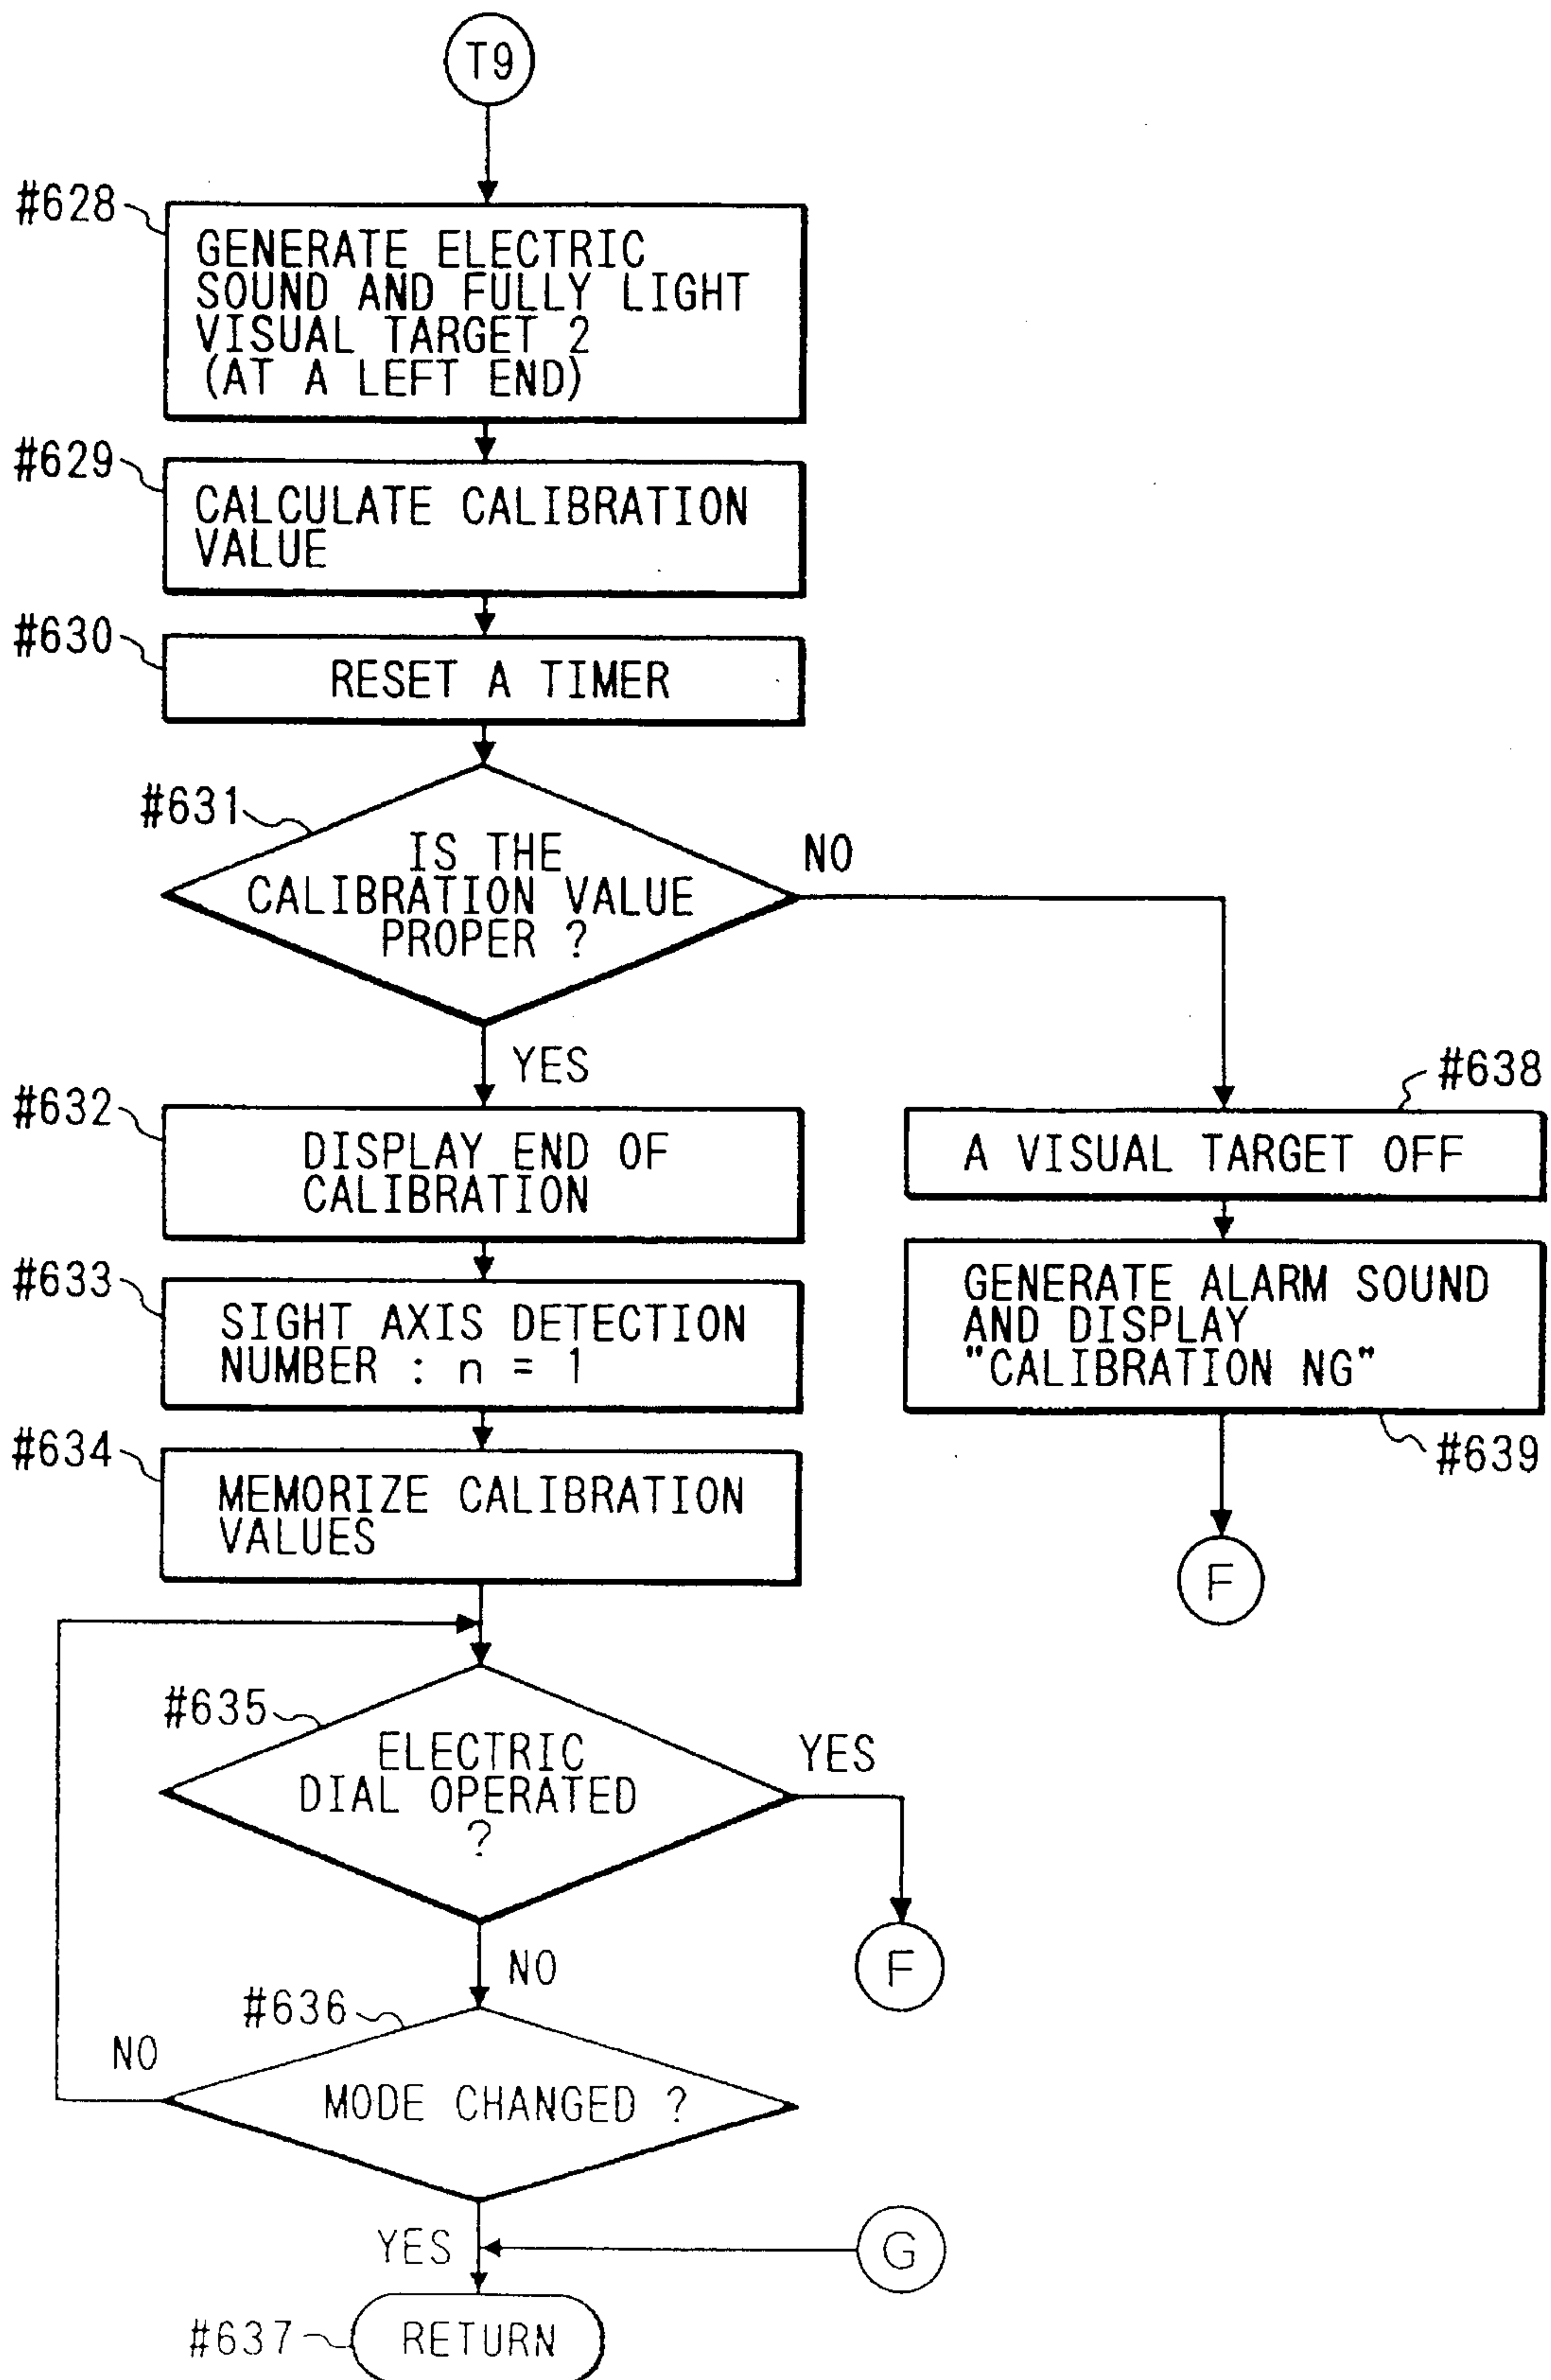 T9
#628
GENERATE ELECTRIC
SOUND AND FULLY LIGHT
VISUAL TARGET 2
(AT A LEFT END)
#629
CALCULATE CALIBRATION
VALUE
#630
RESET A TIMER
#631
IS THE
CALIBRATION VALUE
PROPER ?
NO
YES
#632
DISPLAY END OF
CALIBRATION
#633
SIGHT AXIS DETECTION
NUMBER : n = 1
#634
MEMORIZE CALIBRATION
VALUES
#638
A VISUAL TARGET OFF
GENERATE ALARM SOUND
AND DISPLAY
"CALIBRATION NG"
#639
F
#635
ELECTRIC
DIAL OPERATED
?
YES
F
NO
#636
MODE CHANGED ?
NO
YES
G
#637
RETURN